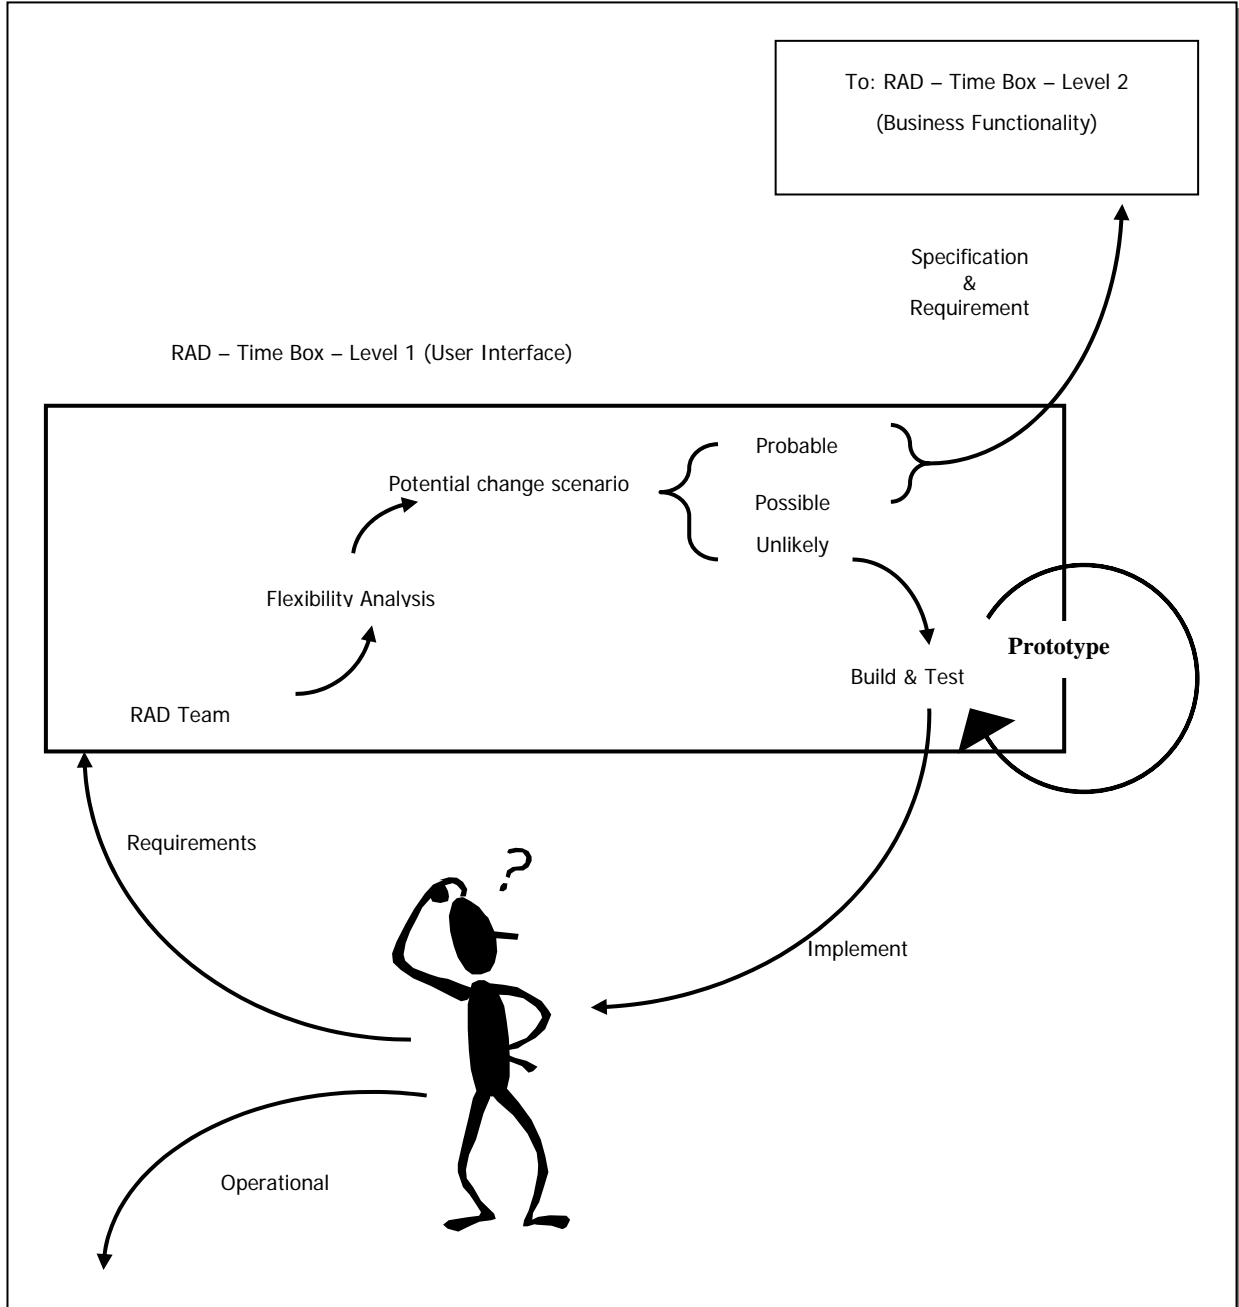 To: RAD – Time Box – Level 2
(Business Functionality)
Specification
&
Requirement
RAD – Time Box – Level 1 (User Interface)
Probable
Potential change scenario
Possible
Unlikely
Flexibility Analysis
Prototype
Build & Test
RAD Team
Requirements
?
Implement
Operational